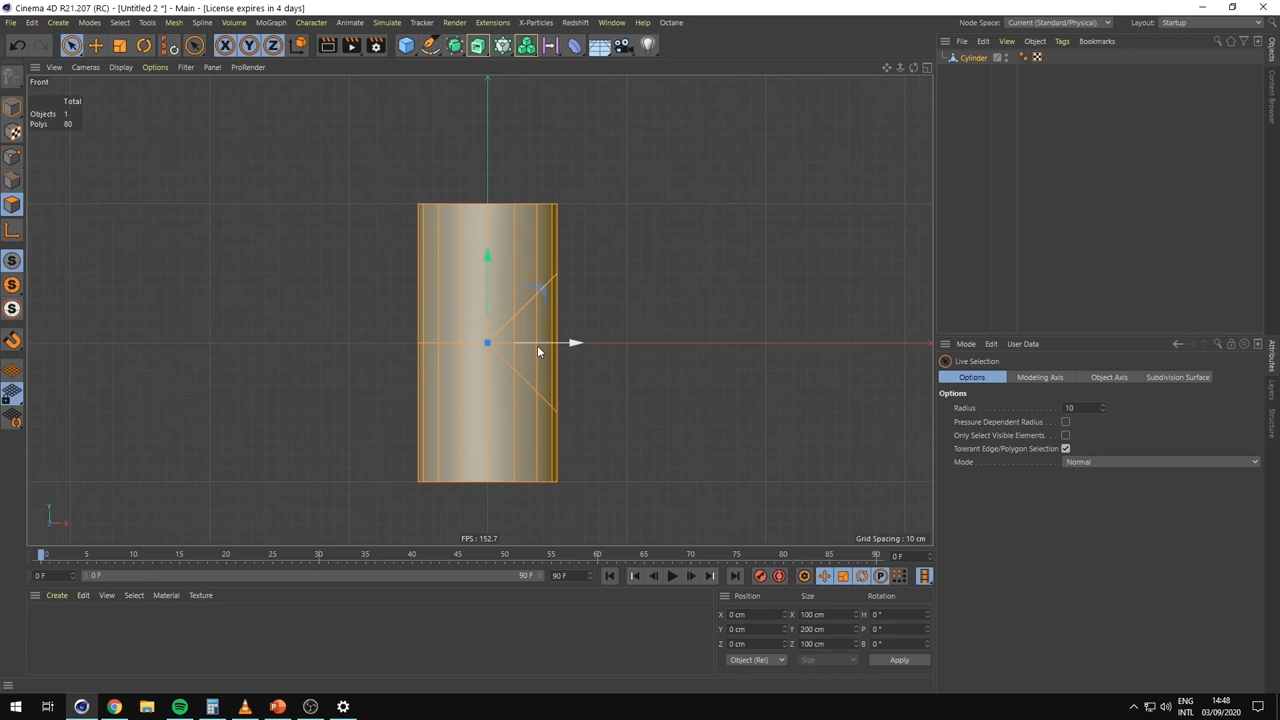 Cinema 4D R21.207 (RC) - [Untitled 2 *] - Main - [License expires in 4 days]
File Edit Create Modes Select Tools Mesh Spline Volume MoGraph Character Animate Simulate Tracker Render Extensions X-Particles Redshift Window Help Octane
Node Space: Current (Standard/Physical) Layout: Startup
X Y Z
File Edit View Object Tags Bookmarks
Cylinder
View Cameras Display Options Filter Panel ProRender
Front
Total
Objects 1
Polys 80
S
S
S
Y
Z X
FPS : 152.7
Grid Spacing : 10 cm
Objects
Content Browser
Attributes
Layers
Structure
Mode Edit User Data
Live Selection
Options Modeling Axis Object Axis Subdivision Surface
Options
Radius . . . . . . . . . . . . . . . . 10
Pressure Dependent Radius . . .
Only Select Visible Elements. . .
Tolerant Edge/Polygon Selection
Mode . . . . . . . . . . . . . . . . . Normal
0 5 10 15 20 25 30 35 40 45 50 55 60 65 70 75 80 85 90 0 F
0 F 0 F 90 F 90 F
P
Create Edit View Select Material Texture
Position Size Rotation
X 0 cm X 100 cm H 0 °
Y 0 cm Y 200 cm P 0 °
Z 0 cm Z 100 cm B 0 °
Object (Rel) Size Apply
ENG
INTL
14:48
03/09/2020